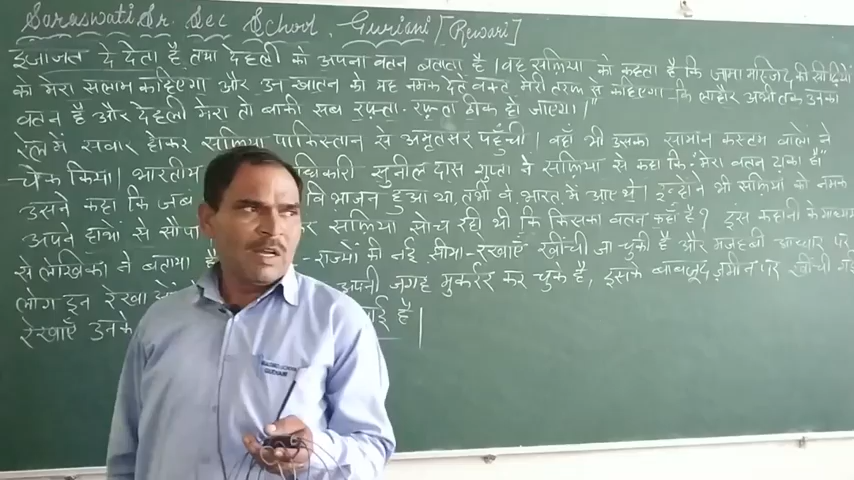 Saraswati Sr. Sec School, Guriani [Rewari]
इजाजत दे देता है तथा देहली को अपना वतन बताता है। वह सफ़िया को कहता है कि जामा मस्जिद की सीढ़ियों
को मेरा सलाम कहिएगा और उन खातून को यह नमक देते वक्त मेरी तरफ से कहिएगा कि लाहौर अभी तक उनका
वतन है और देहली मेरा तो बाकी सब रफ़्ता-रफ़्ता ठीक हो जाएगा।"
रेल में सवार होकर सफ़िया पाकिस्तान से अमृतसर पहुँची। वहाँ भी उसका सामान कस्टम वालों ने
चेक किया। भारतीय सुनील दास गुप्ता ने सफ़िया से कहा कि "मेरा वतन ढाका है।"
उसने कहा कि जब विभाजन हुआ था, तभी वे भारत में आए थे। इन्होंने भी सफ़िया को नमक
अपने हाथों से सौंपा सफ़िया सोच रही थी कि किसका वतन कहाँ है? इस कहानी के माध्यम
से लेखिका ने बताया है -राज्यों की नई सीमा-रेखाएँ खींची जा चुकी है और मजहबी आधार पर
लोग इन रेखा अपनी जगह मुकर्रर कर चुके हैं, इसके बावजूद ज़मीन पर खींची गई
रेखाएँ उनके है।